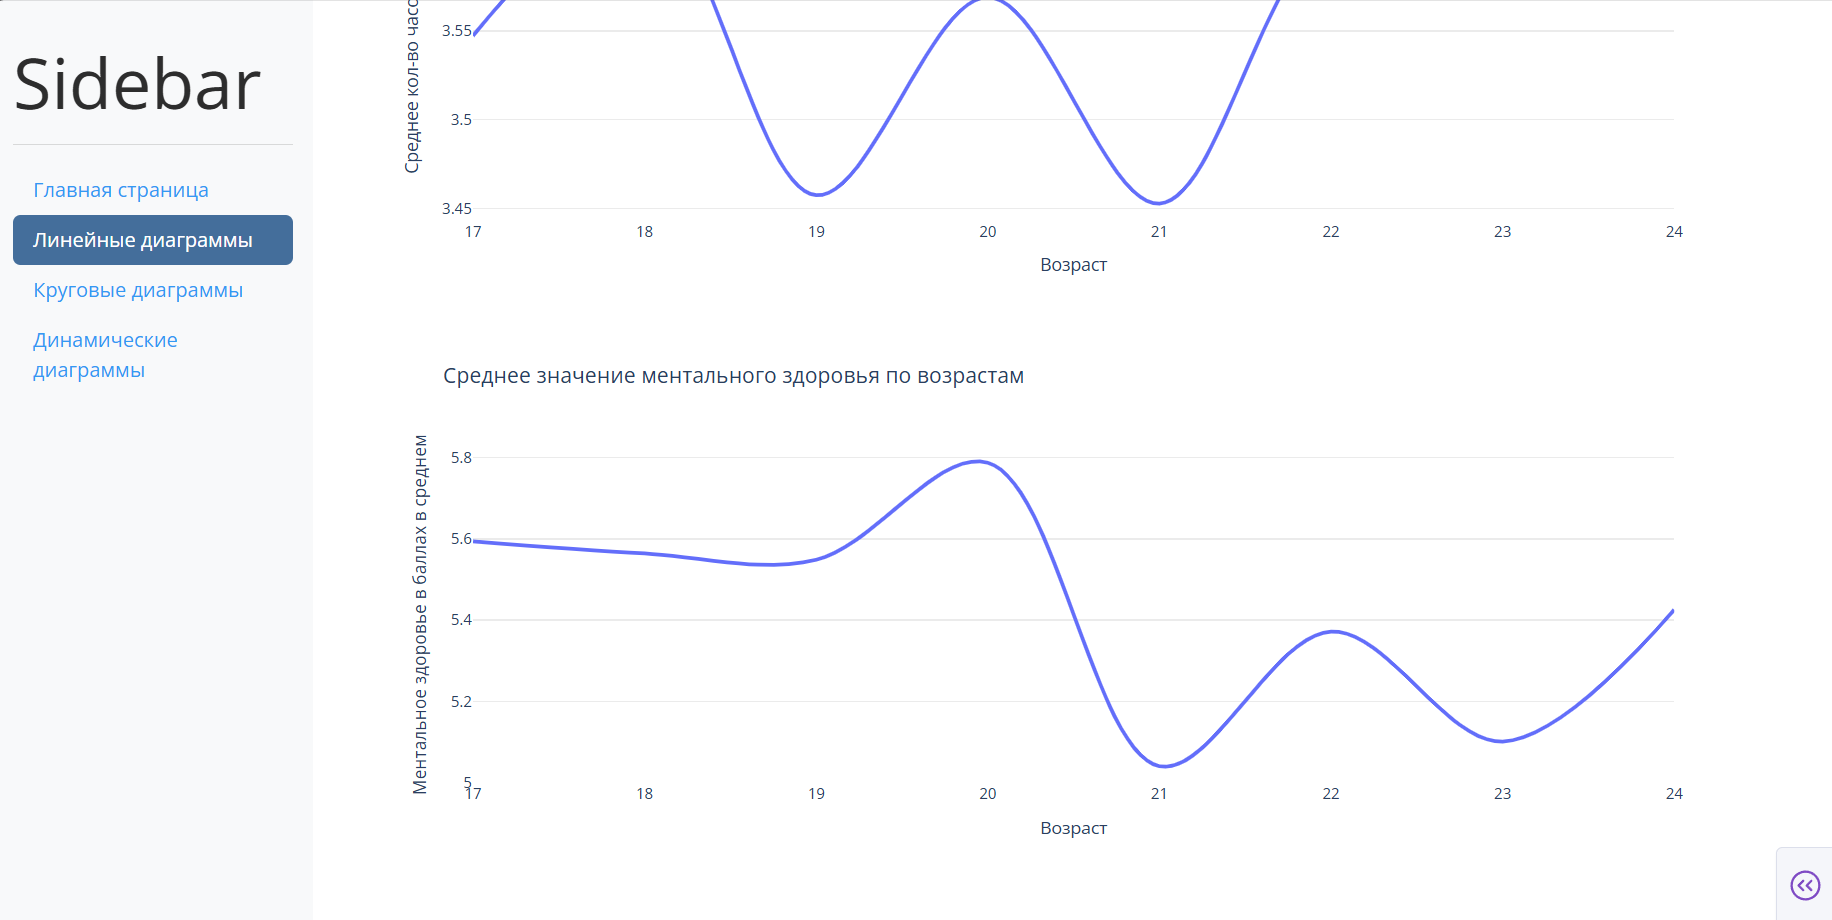 Sidebar
Главная страница
Линейные диаграммы
Круговые диаграммы
Динамические
диаграммы
Среднее кол-во
3.55
3.5
3.45
17 18 19 20 21 22 23 24
Возраст
Среднее значение ментального здоровья по возрастам
Ментальное здоровье в баллах в среднем
5.8
5.6
5.4
5.2
5
17 18 19 20 21 22 23 24
Возраст